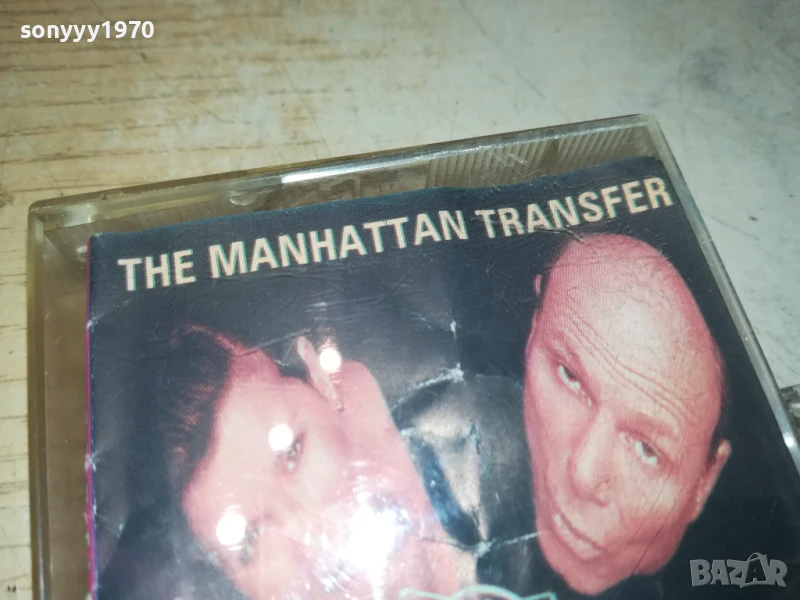 sonyyy1970
THE MANHATTAN TRANSFER
BAZAR